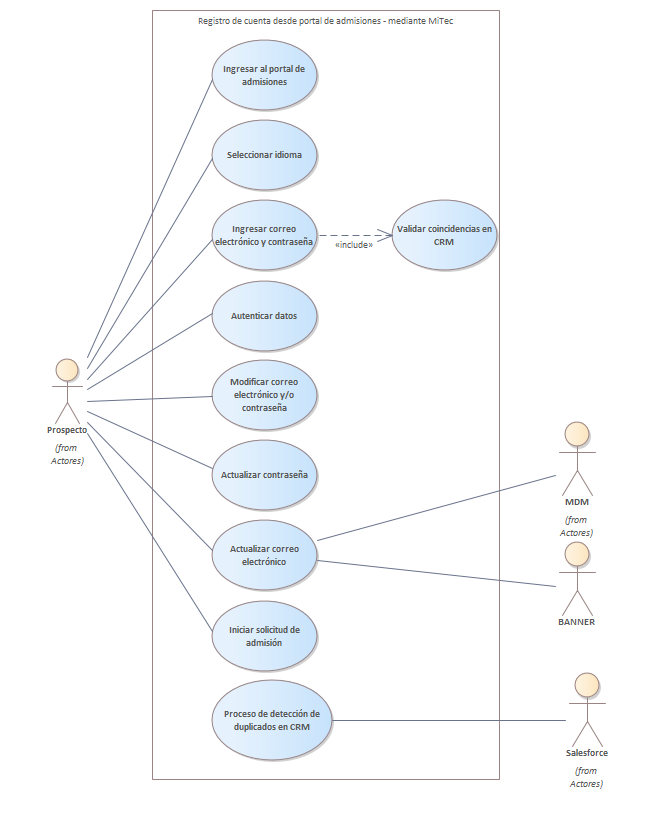 Registro de cuenta desde portal de admisiones - mediante MiTec
Ingresar al portal de
admisiones
Seleccionar idioma
Ingresar correo
electrónico y contraseña
«include»
Validar coincidencias en
CRM
Autenticar datos
Modificar correo
electrónico y/o
contraseña
Prospecto
(from
Actores)
Actualizar contraseña
MDM
(from
Actores)
Actualizar correo
electrónico
BANNER
Iniciar solicitud de
admisión
Proceso de detección de
duplicados en CRM
Salesforce
(from
Actores)